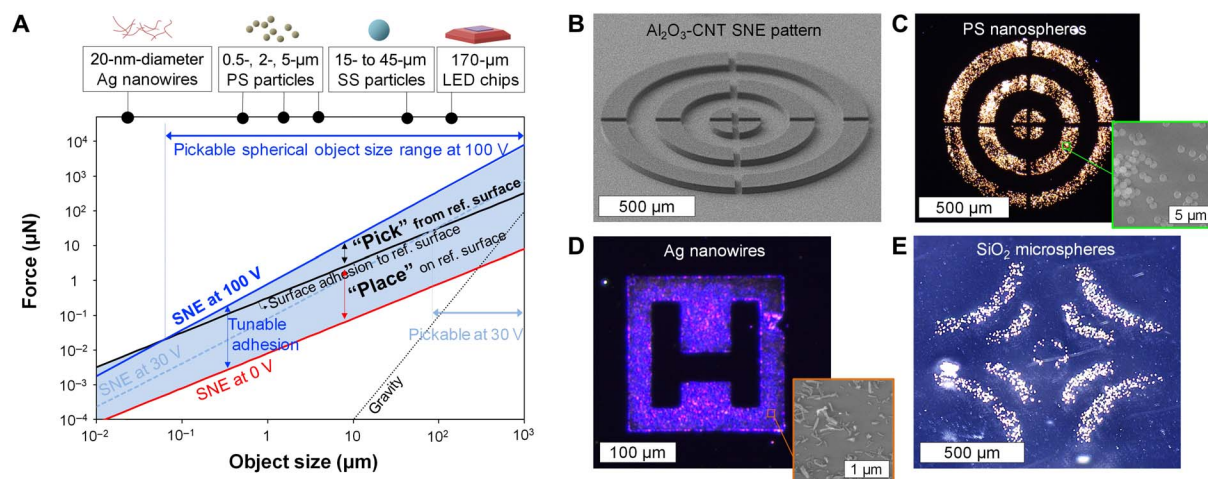 A
20-nm-diameter
Ag nanowires
0.5-, 2-, 5-µm
PS particles
15- to 45-µm
SS particles
170-µm
LED chips
Force (µN)
10⁴
10³
10²
10
1
10⁻¹
10⁻²
10⁻³
10⁻⁴
Pickable spherical object size range at 100 V
"Pick" from ref. surface
Surface adhesion to ref. surface
"Place" on ref. surface
SNE at 100 V
Tunable
adhesion
Pickable at 30 V
SNE at 30 V
SNE at 0 V
Gravity
10⁻²
10⁻¹
1
10
10²
10³
Object size (µm)
B
Al₂O₃-CNT SNE pattern
500 µm
C
PS nanospheres
5 µm
500 µm
D
Ag nanowires
100 µm
1 µm
E
SiO₂ microspheres
500 µm